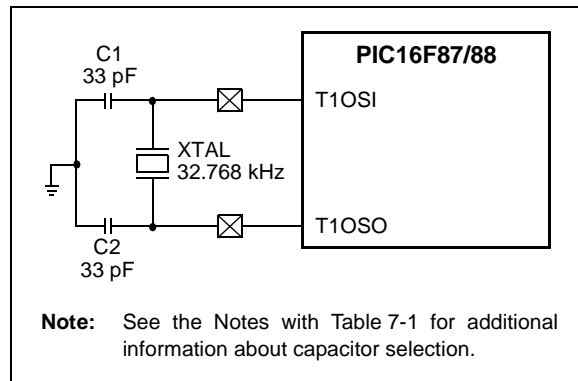 C1
33 pF
PIC16F87/88
T1OSI
XTAL
32.768 kHz
T1OSO
C2
33 pF
Note: See the Notes with Table 7-1 for additional
information about capacitor selection.